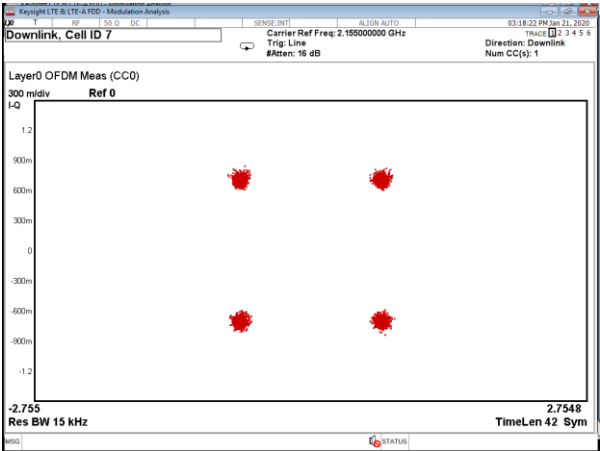 Keysight LTE & LTE-A FDD - Modulation Analysis
LXI T RF 50 Ω DC SENSE:INT ALIGN AUTO 03:18:22 PM Jan 21, 2020
Downlink, Cell ID 7
Carrier Ref Freq: 2.155000000 GHz
Trig: Line
#Atten: 16 dB
TRACE 1 2 3 4 5 6
Direction: Downlink
Num CC(s): 1
Layer0 OFDM Meas (CC0)
300 m/div Ref 0
I-Q
1.2
900m
600m
300m
0
-300m
-600m
-900m
-1.2
-2.755 2.7548
Res BW 15 kHz TimeLen 42 Sym
MSG STATUS